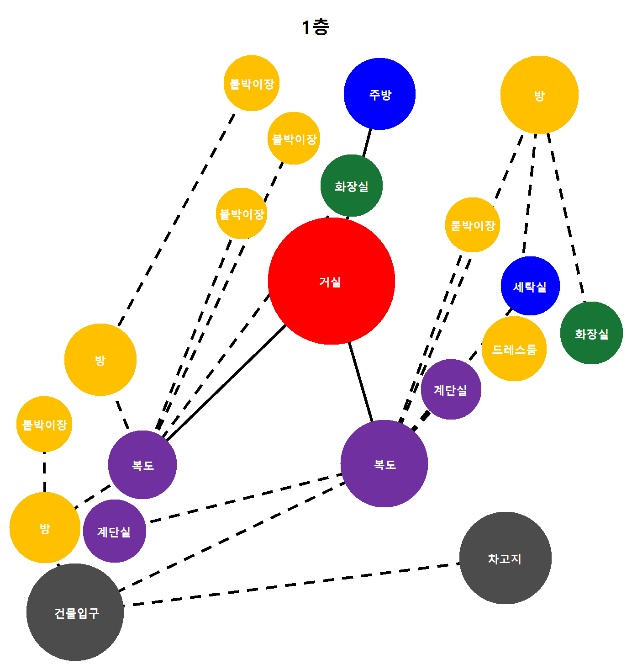 1층
붙박이장
주방
방
붙박이장
화장실
붙박이장
붙박이장
거실
세탁실
화장실
드레스룸
방
계단실
붙박이장
복도
복도
방
계단실
차고지
건물입구